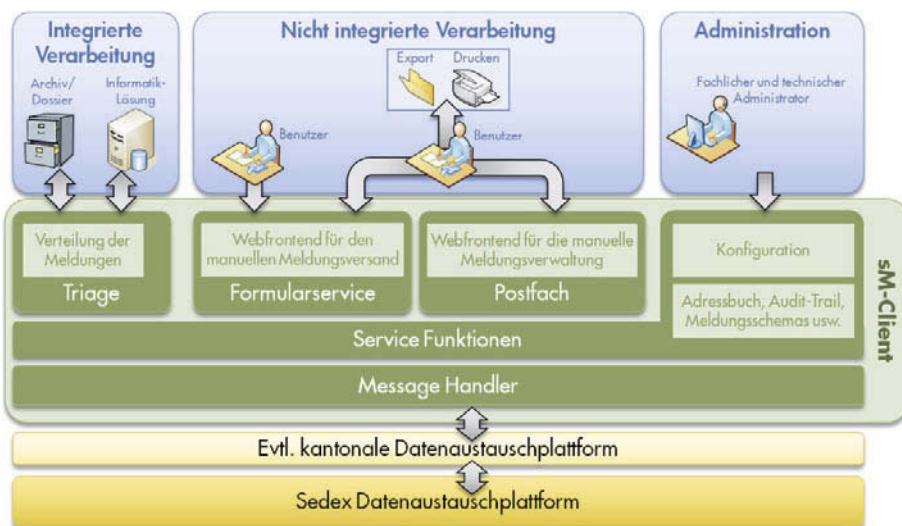 Integrierte
Verarbeitung
Archiv/
Dossier
Informatik-
Lösung
Nicht integrierte Verarbeitung
Export
Drucken
Benutzer
Benutzer
Administration
Fachlicher und technischer
Administrator
Verteilung der
Meldungen
Triage
Webfrontend für den
manuellen Meldungsversand
Formularservice
Webfrontend für die manuelle
Meldungsverwaltung
Postfach
Konfiguration
Adressbuch, Audit-Trail,
Meldungsschemas usw.
Service Funktionen
Message Handler
sM-Client
Evtl. kantonale Datenaustauschplattform
Sedex Datenaustauschplattform